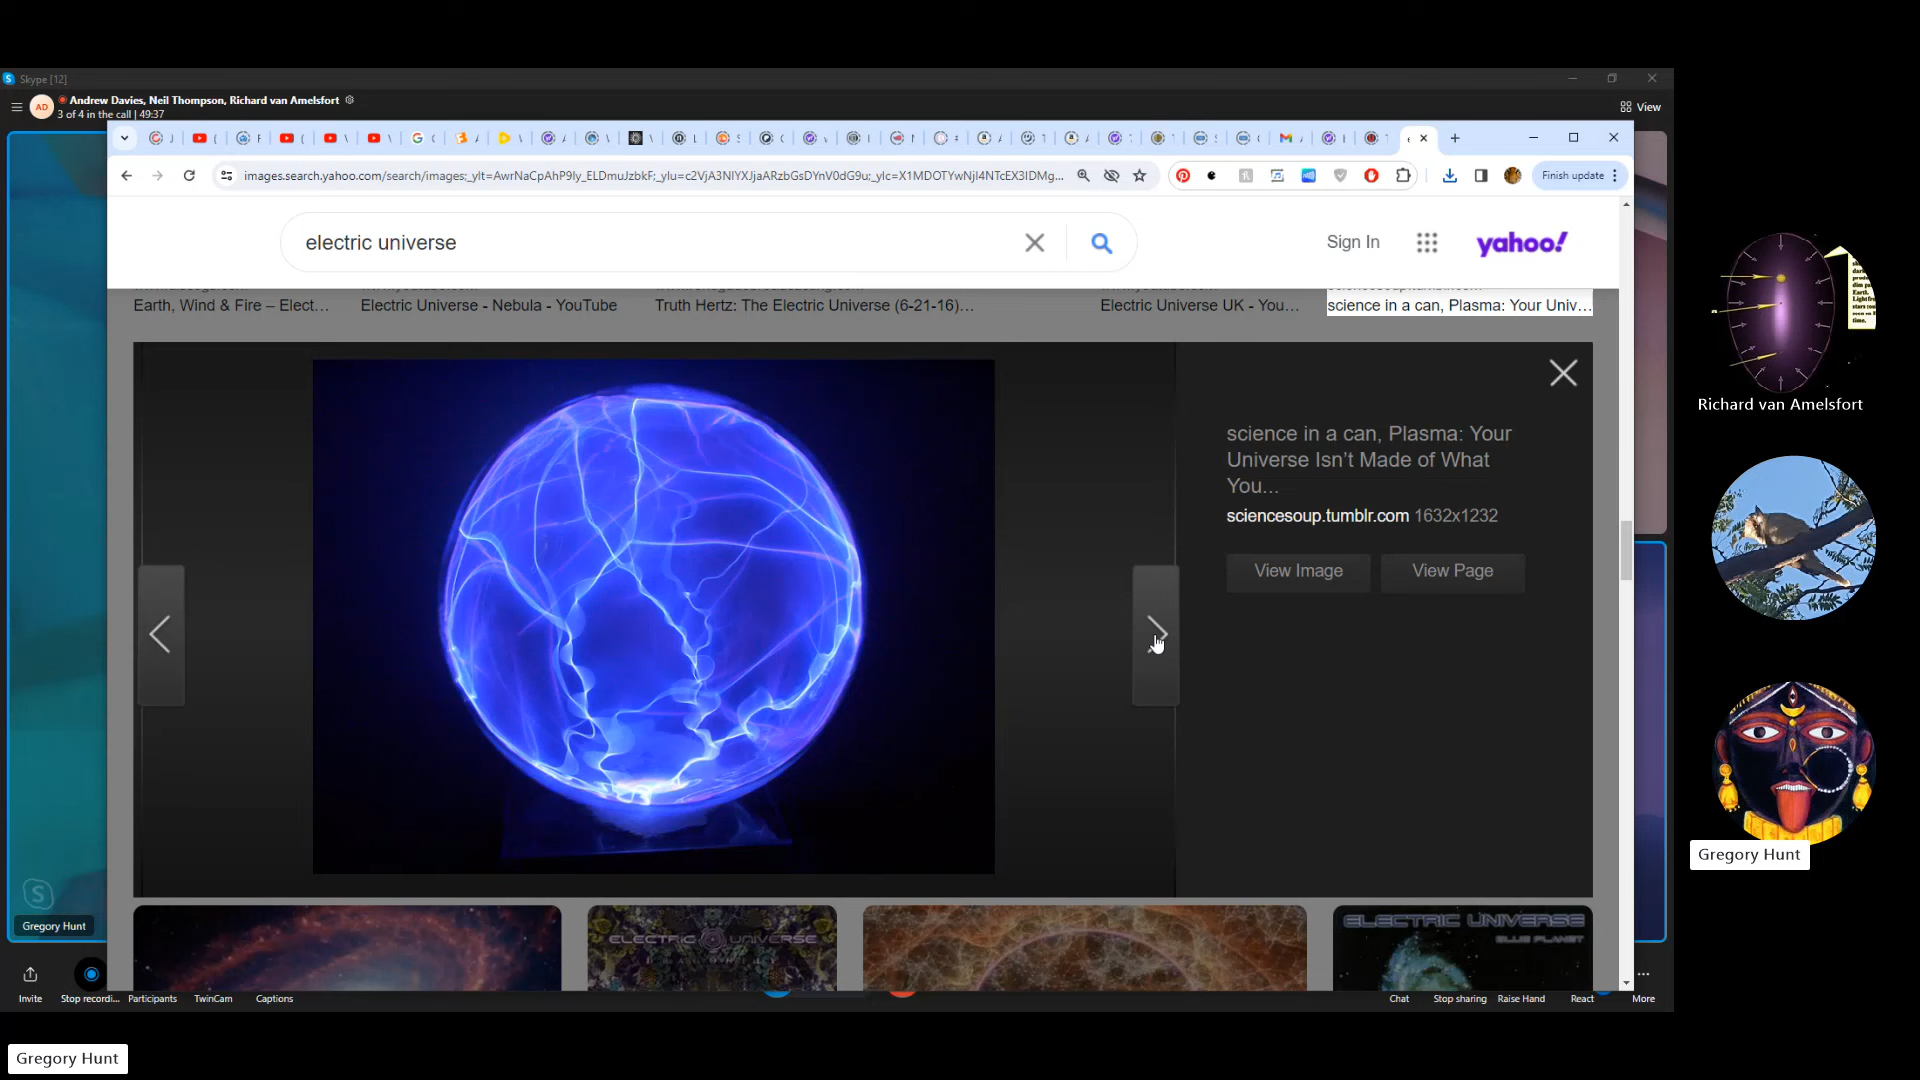 Skype [12]
AD
Andrew Davies, Neil Thompson, Richard van Amelsfort
3 of 4 in the call | 49:37
View
images.search.yahoo.com/search/images;_ylt=AwrNaCpAhP9ly_ELDmuJzbkF;_ylu=c2VjA3NlYXJjaARzbGsDYnV0dG9u;_ylc=X1MDOTYwNjI4NTcEX3IDMg...
Finish update
electric universe
Sign In
yahoo!
Earth, Wind & Fire – Elect...
Electric Universe - Nebula - YouTube
Truth Hertz: The Electric Universe (6-21-16)...
Electric Universe UK - You...
science in a can, Plasma: Your Univ...
science in a can, Plasma: Your
Universe Isn't Made of What
You...
sciencesoup.tumblr.com 1632x1232
View Image
View Page
ELECTRIC UNIVERSE
ELECTRIC UNIVERSE
BLUE PLANET
Gregory Hunt
Invite
Stop recordi...
Participants
TwinCam
Captions
Chat
Stop sharing
Raise Hand
React
More
Richard van Amelsfort
Gregory Hunt
Gregory Hunt